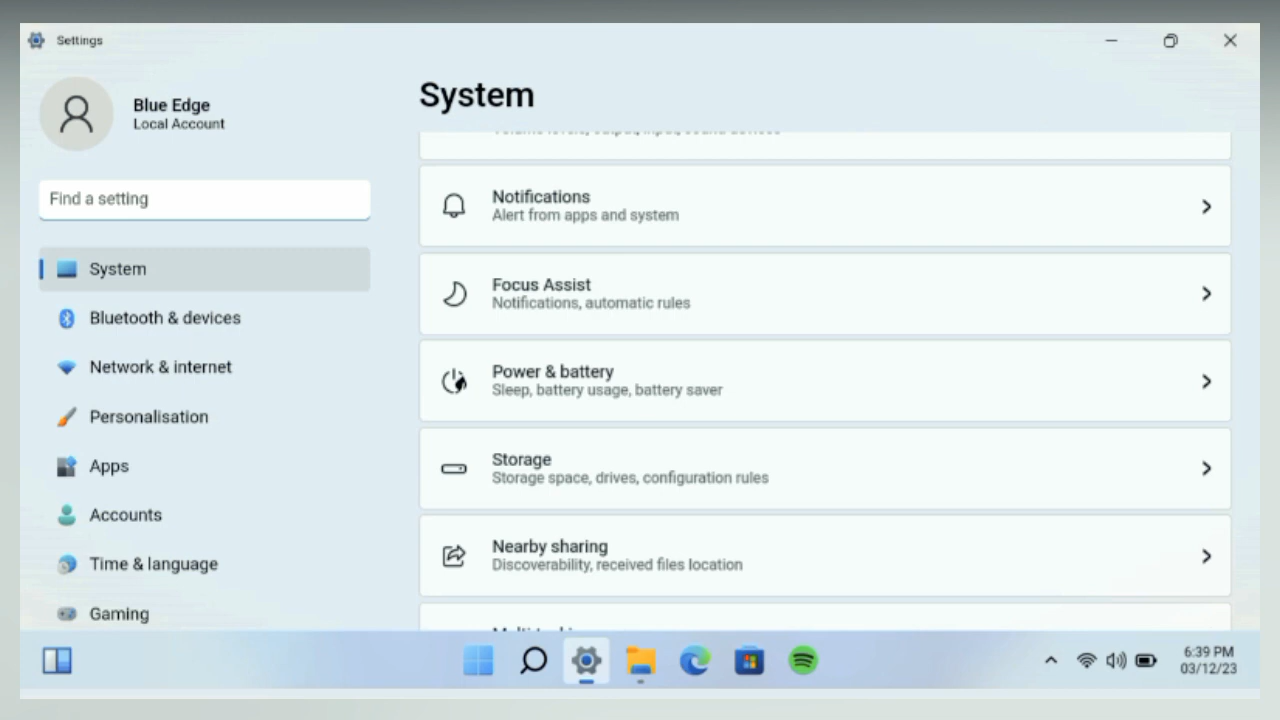 Settings
Blue Edge
Local Account
Find a setting
System
Bluetooth & devices
Network & internet
Personalisation
Apps
Accounts
Time & language
Gaming
System
Notifications
Alert from apps and system
Focus Assist
Notifications, automatic rules
Power & battery
Sleep, battery usage, battery saver
Storage
Storage space, drives, configuration rules
Nearby sharing
Discoverability, received files location
6:39 PM
03/12/23